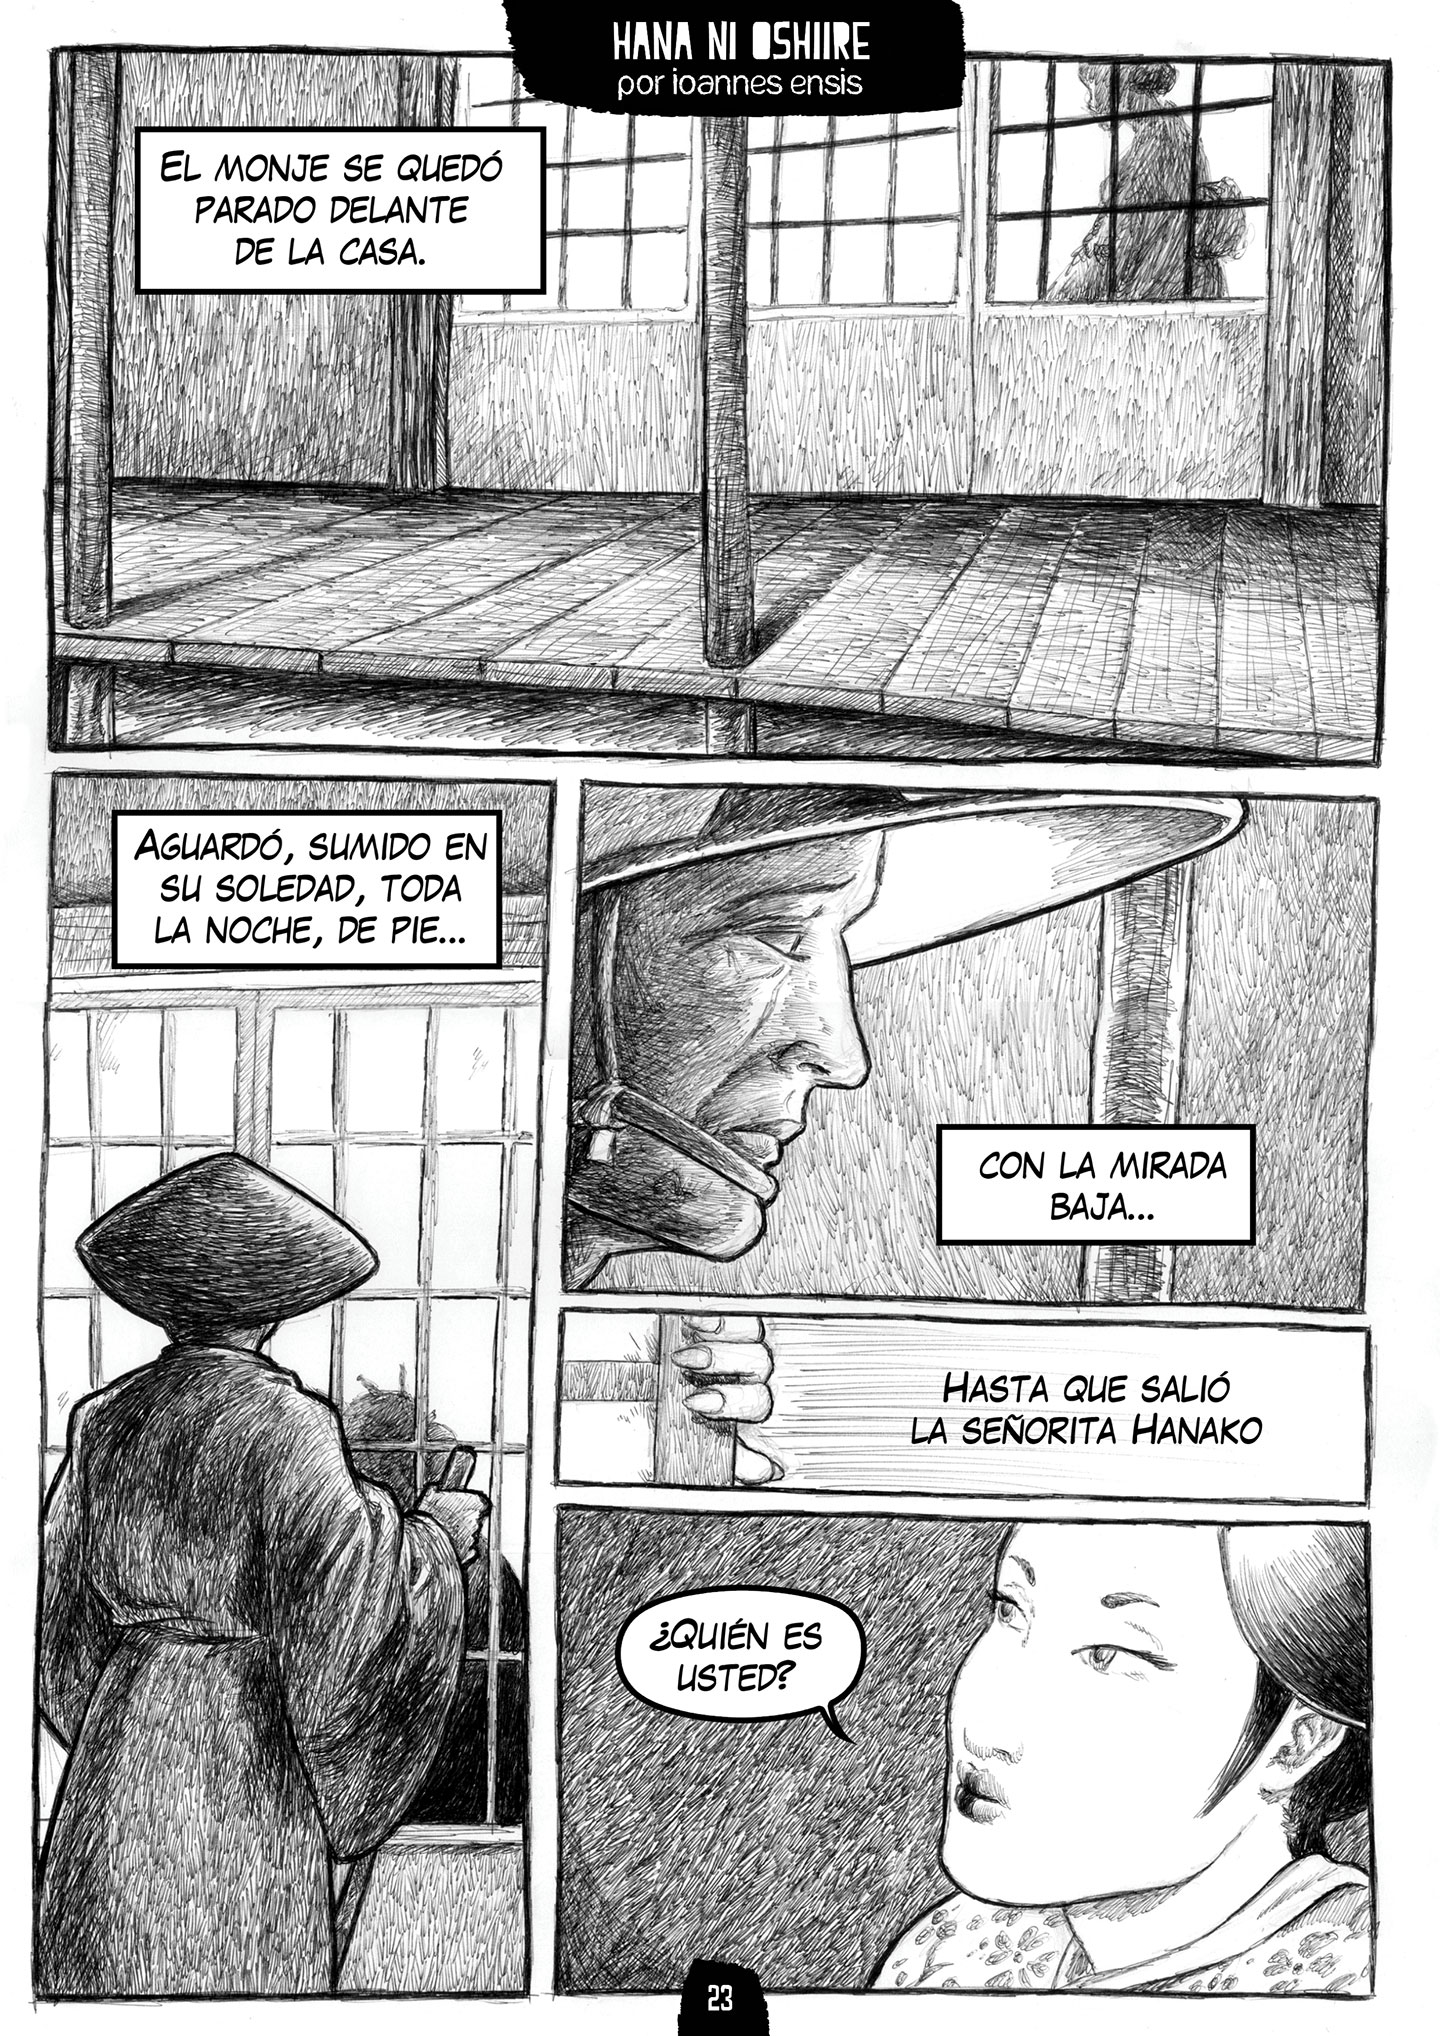 HANA NI OSHIIRE
por ioannes ensis
EL MONJE SE QUEDÓ
PARADO DELANTE
DE LA CASA.
AGUARDÓ, SUMIDO EN
SU SOLEDAD, TODA
LA NOCHE, DE PIE...
CON LA MIRADA
BAJA...
HASTA QUE SALIÓ
LA SEÑORITA HANAKO
¿QUIÉN ES
USTED?
23